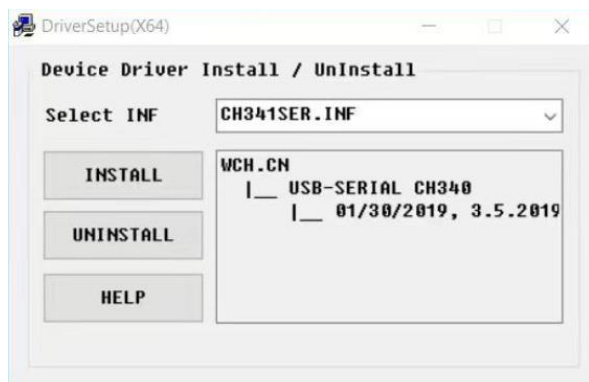 DriverSetup(X64)
Device Driver Install / UnInstall
Select INF
CH341SER.INF
INSTALL
UNINSTALL
HELP
WCH.CN
|__ USB-SERIAL CH340
|__ 01/30/2019, 3.5.2019